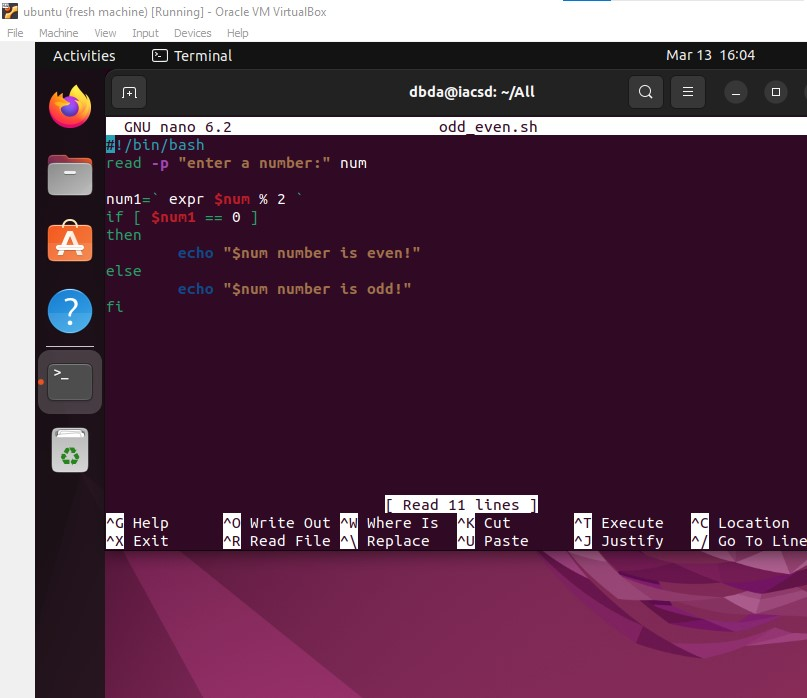 ubuntu (fresh machine) [Running] - Oracle VM VirtualBox
File Machine View Input Devices Help
Activities Terminal Mar 13 16:04
dbda@iacsd: ~/All
GNU nano 6.2 odd_even.sh
#!/bin/bash
read -p "enter a number:" num
num1=` expr $num % 2 `
if [ $num1 == 0 ]
then
echo "$num number is even!"
else
echo "$num number is odd!"
fi
[ Read 11 lines ]
^G Help ^O Write Out ^W Where Is ^K Cut ^T Execute ^C Location
^X Exit ^R Read File ^\ Replace ^U Paste ^J Justify ^/ Go To Line